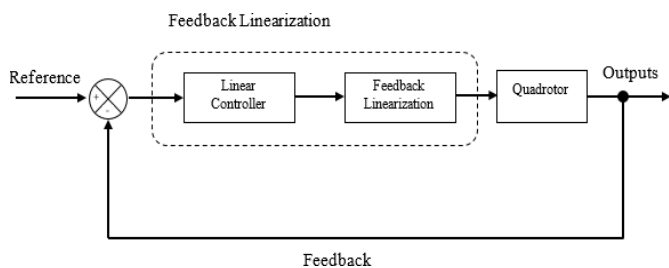 Feedback Linearization
Reference
+
-
Linear
Controller
Feedback
Linearization
Quadrotor
Outputs
Feedback